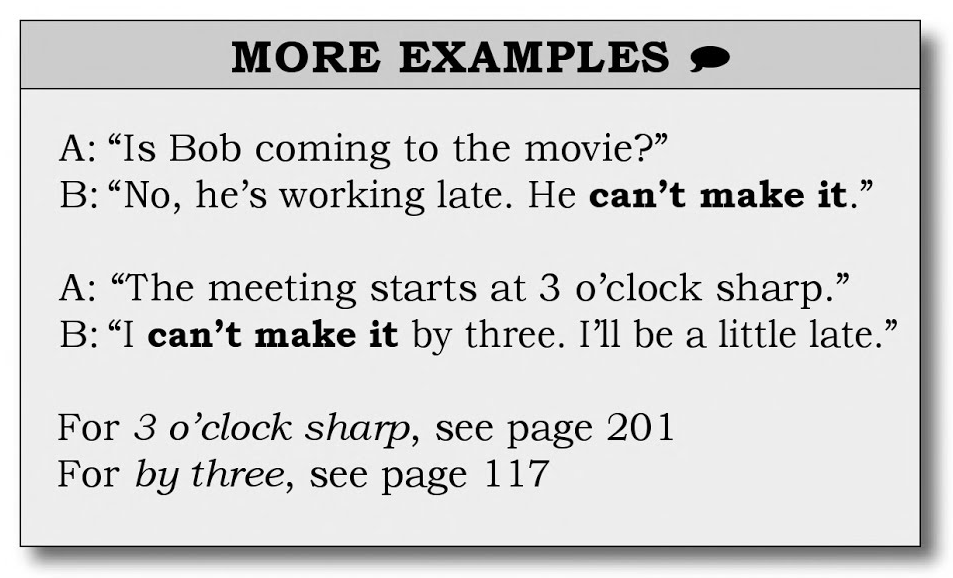 MORE EXAMPLES
A: “Is Bob coming to the movie?”
B: “No, he’s working late. He can’t make it.”
A: “The meeting starts at 3 o’clock sharp.”
B: “I can’t make it by three. I’ll be a little late.”
For 3 o’clock sharp, see page 201
For by three, see page 117